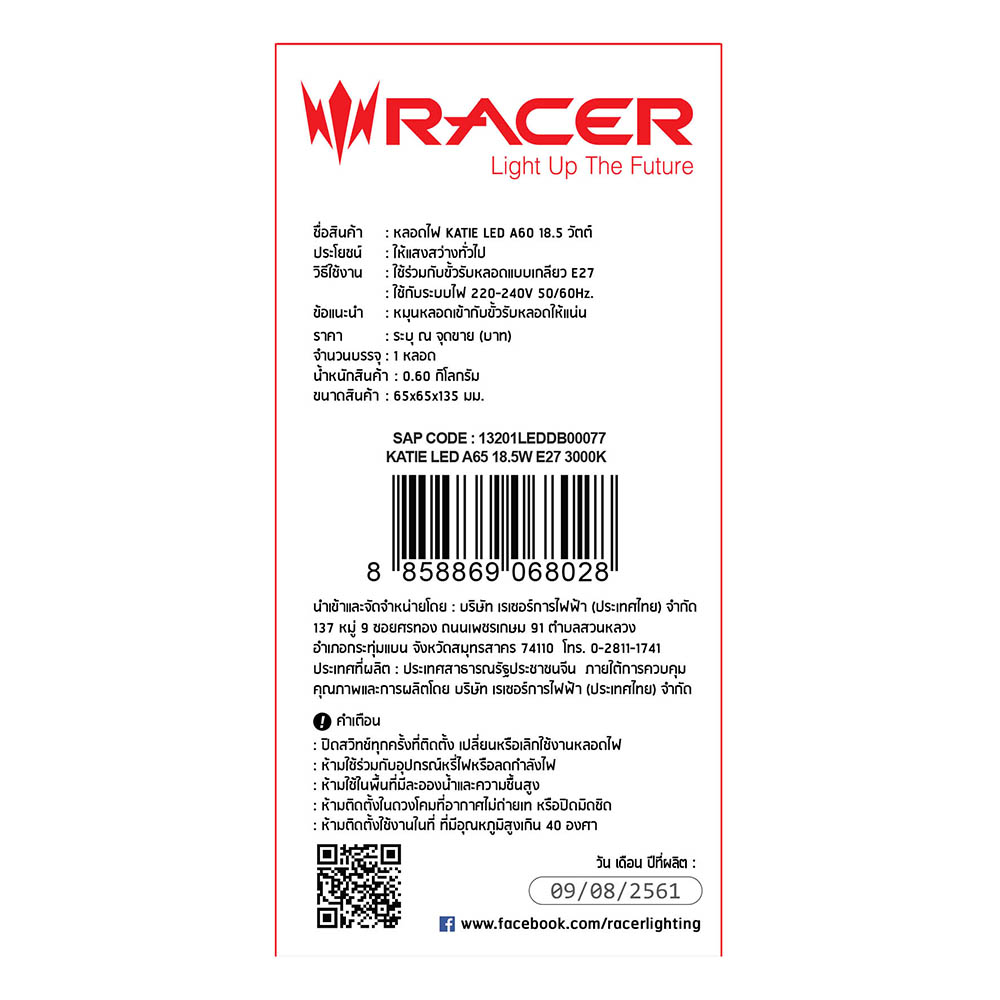 RACER
Light Up The Future
ชื่อสินค้า : หลอดไฟ KATIE LED A60 18.5 วัตต์
ประโยชน์ : ให้แสงสว่างทั่วไป
วิธีใช้งาน : ใช้ร่วมกับขั้วรับหลอดแบบเกลียว E27
: ใช้กับระบบไฟ 220-240V 50/60Hz.
ข้อแนะนำ : หมุนหลอดเข้ากับขั้วรับหลอดให้แน่น
ราคา : ระบุ ณ จุดขาย (บาท)
จำนวนบรรจุ : 1 หลอด
น้ำหนักสินค้า : 0.60 กิโลกรัม
ขนาดสินค้า : 65x65x135 มม.
SAP CODE : 13201LEDDB00077
KATIE LED A65 18.5W E27 3000K
8 858869 068028
นำเข้าและจัดจำหน่ายโดย : บริษัท เรเซอร์การไฟฟ้า (ประเทศไทย) จำกัด
137 หมู่ 9 ซอยศรทอง ถนนเพชรเกษม 91 ตำบลสวนหลวง
อำเภอกระทุ่มแบน จังหวัดสมุทรสาคร 74110 โทร. 0-2811-1741
ประเทศที่ผลิต : ประเทศสาธารณรัฐประชาชนจีน ภายใต้การควบคุม
คุณภาพและการผลิตโดย บริษัท เรเซอร์การไฟฟ้า (ประเทศไทย) จำกัด
! คำเตือน
: ปิดสวิทช์ทุกครั้งที่ติดตั้ง เปลี่ยนหรือเลิกใช้งานหลอดไฟ
: ห้ามใช้ร่วมกับอุปกรณ์หรี่ไฟหรือลดกำลังไฟ
: ห้ามใช้ในพื้นที่มีละอองน้ำและความชื้นสูง
: ห้ามติดตั้งในดวงโคมที่อากาศไม่ถ่ายเท หรือปิดมิดชิด
: ห้ามติดตั้งใช้งานในที่ ที่มีอุณหภูมิสูงเกิน 40 องศา
วัน เดือน ปีที่ผลิต :
09/08/2561
www.facebook.com/racerlighting